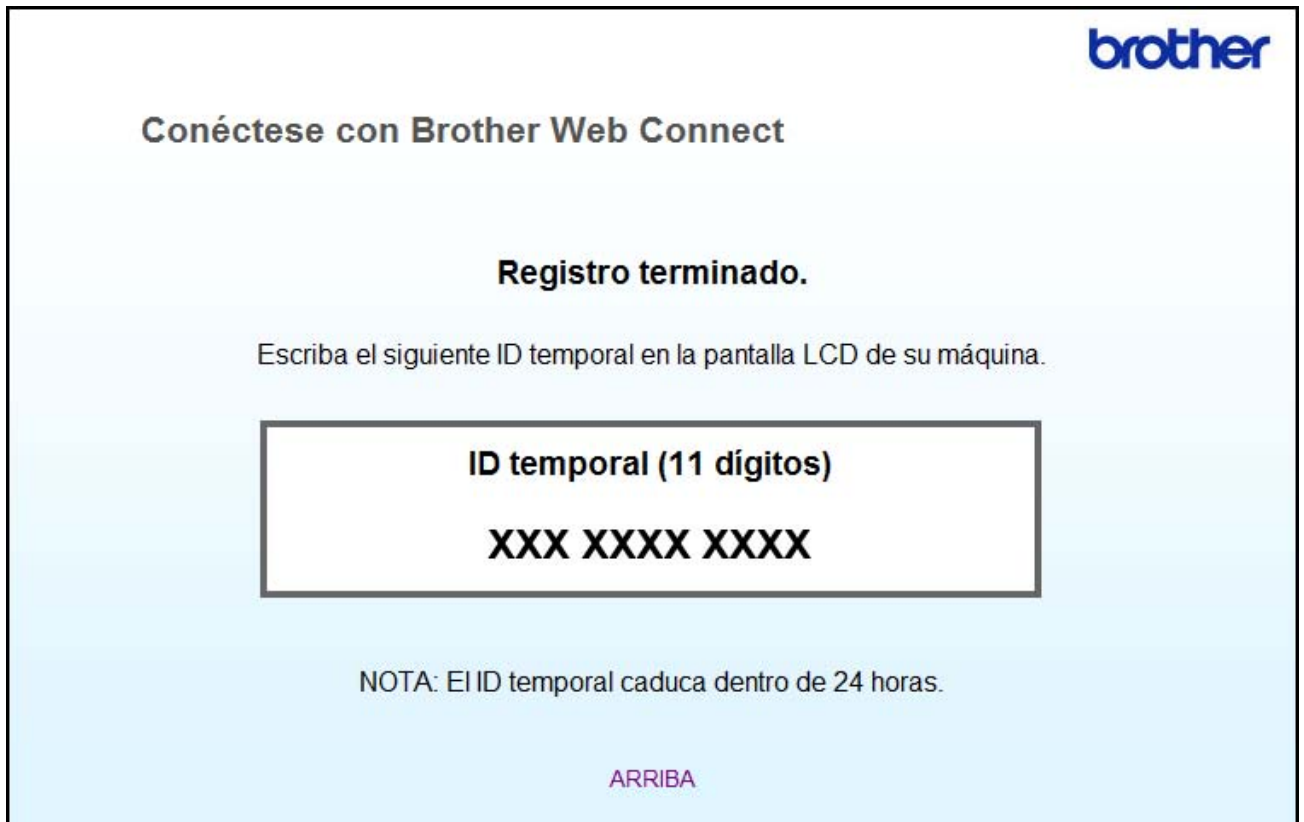 brother
Conéctese con Brother Web Connect
Registro terminado.
Escriba el siguiente ID temporal en la pantalla LCD de su máquina.
ID temporal (11 dígitos)
XXX XXXX XXXX
NOTA: El ID temporal caduca dentro de 24 horas.
ARRIBA